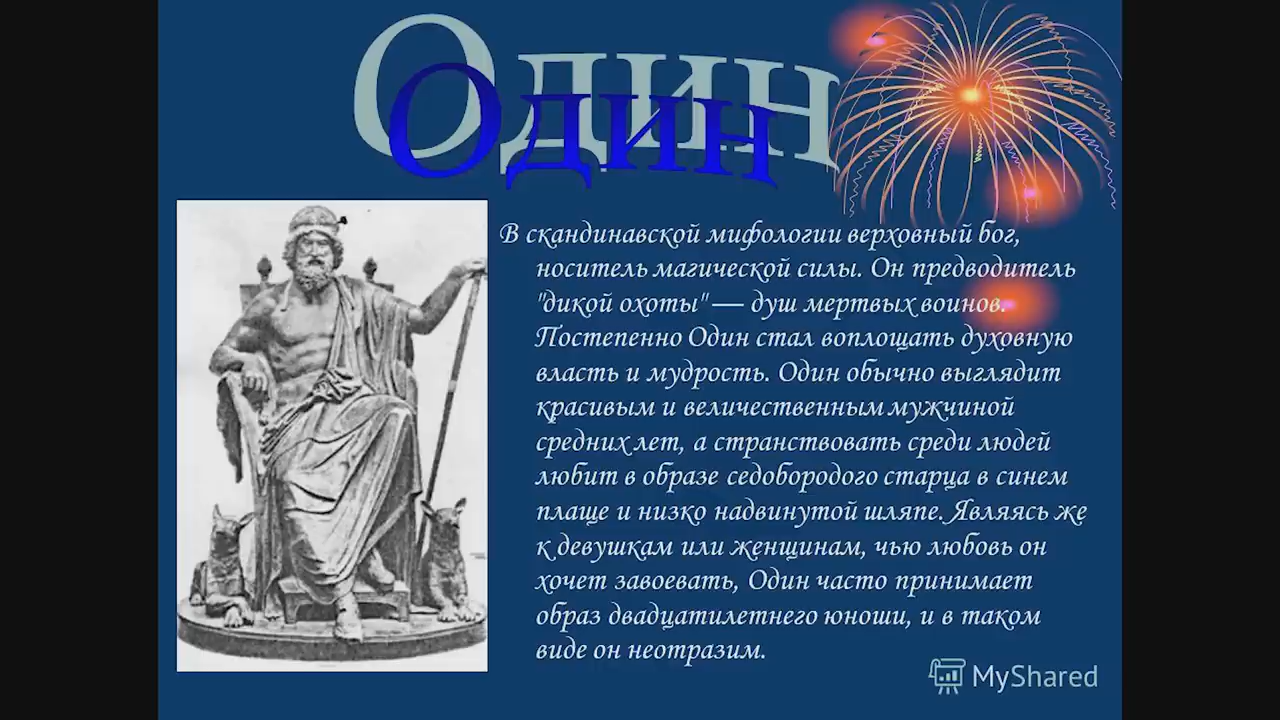 Один
В скандинавской мифологии верховный бог,
носитель магической силы. Он предводитель
"дикой охоты" — душ мертвых воинов.
Постепенно Один стал воплощать духовную
власть и мудрость. Один обычно выглядит
красивым и величественным мужчиной
средних лет, а странствовать среди людей
любит в образе седобородого старца в синем
плаще и низко надвинутой шляпе. Являясь же
к девушкам или женщинам, чью любовь он
хочет завоевать, Один часто принимает
образ двадцатилетнего юноши, и в таком
виде он неотразим.
MyShared